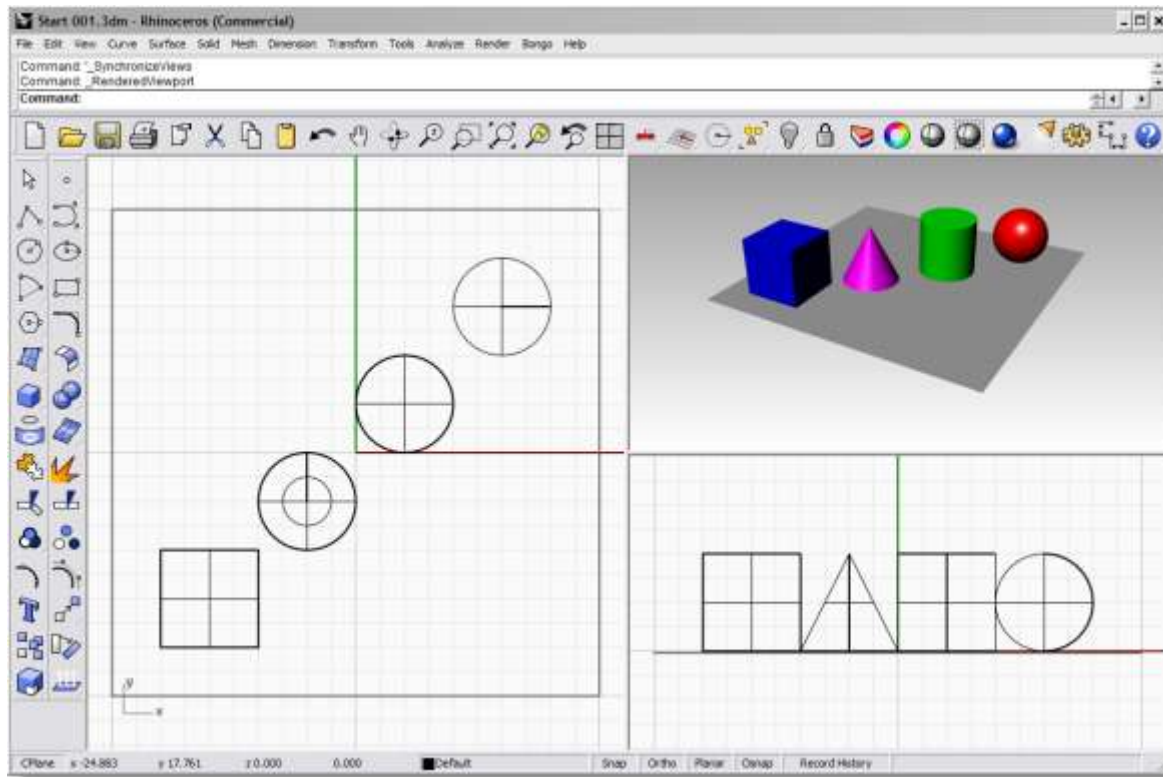 Start 001.3dm - Rhinoceros (Commercial)
File Edit View Curve Surface Solid Mesh Dimension Transform Tools Analyze Render Bongo Help
Command: '_SynchronizeViews
Command: _RenderedViewport
Command:
y
x
CPlane x -24.883 y 17.761 z 0.000 0.000 Default Snap Ortho Planar Osnap Record History